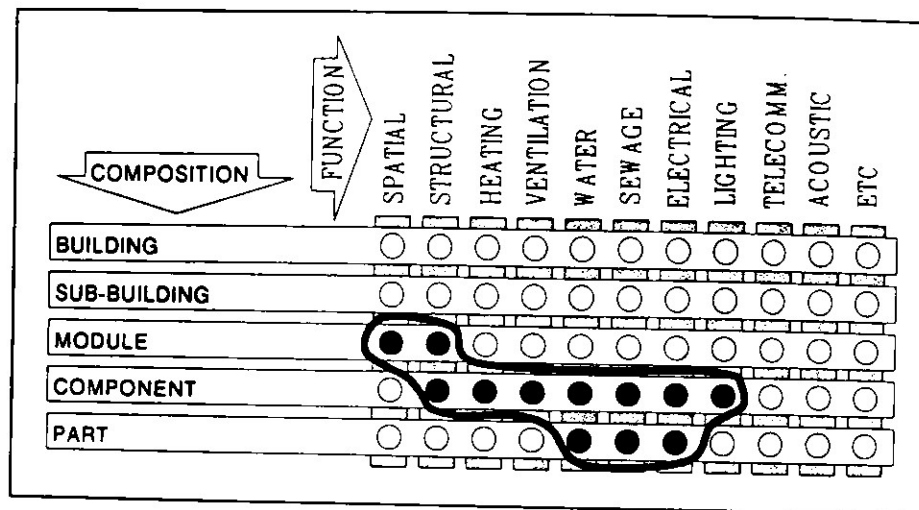 FUNCTION
SPATIAL
STRUCTURAL
HEATING
VENTILATION
WATER
SEWAGE
ELECTRICAL
LIGHTING
TELECOMM.
ACOUSTIC
ETC
COMPOSITION
BUILDING
SUB-BUILDING
MODULE
COMPONENT
PART